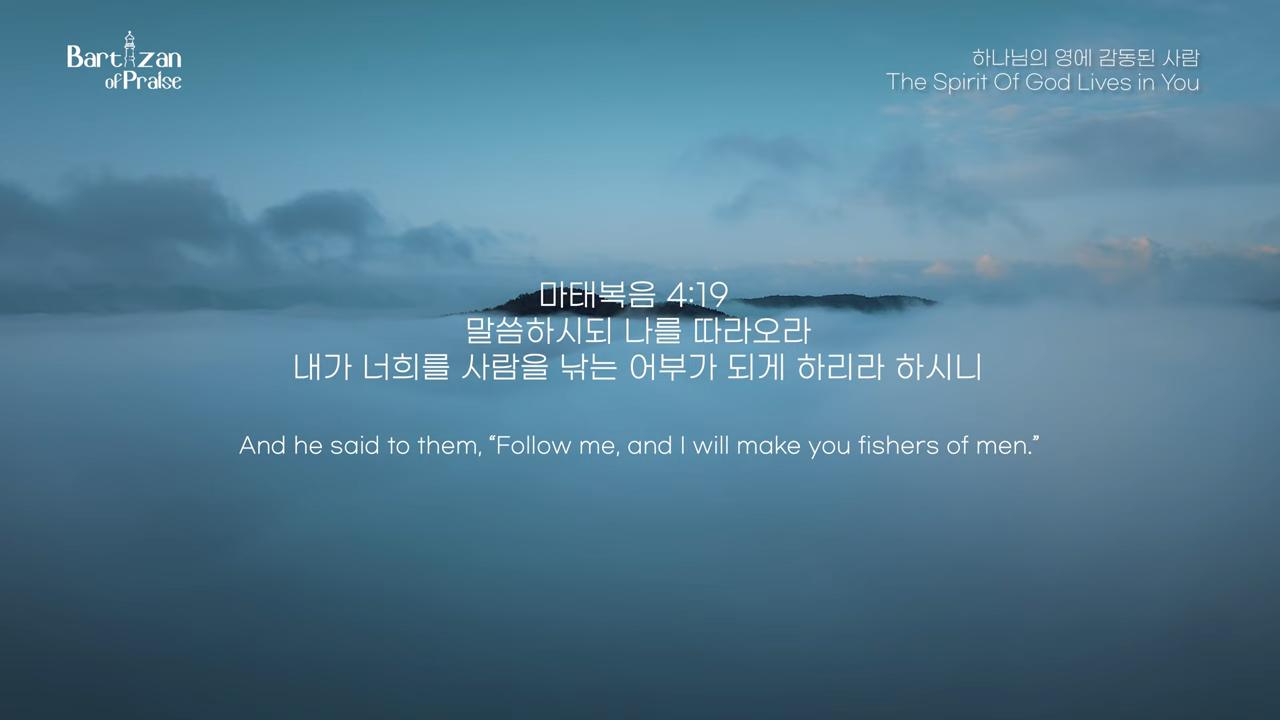 Bartizan
of Praise
하나님의 영에 감동된 사람
The Spirit Of God Lives in You
마태복음 4:19
말씀하시되 나를 따라오라
내가 너희를 사람을 낚는 어부가 되게 하리라 하시니
And he said to them, “Follow me, and I will make you fishers of men.”